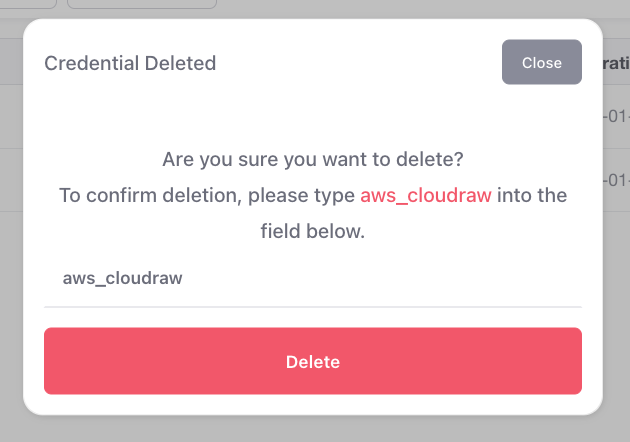 Credential Deleted
Close
Are you sure you want to delete?
To confirm deletion, please type aws_cloudraw into the
field below.
aws_cloudraw
Delete
-01-
-01-